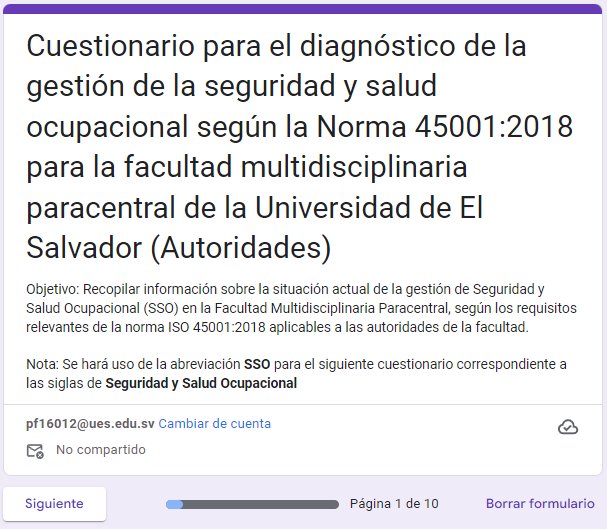 Cuestionario para el diagnóstico de la
gestión de la seguridad y salud
ocupacional según la Norma 45001:2018
para la facultad multidisciplinaria
paracentral de la Universidad de El
Salvador (Autoridades)
Objetivo: Recopilar información sobre la situación actual de la gestión de Seguridad y
Salud Ocupacional (SSO) en la Facultad Multidisciplinaria Paracentral, según los requisitos
relevantes de la norma ISO 45001:2018 aplicables a las autoridades de la facultad.
Nota: Se hará uso de la abreviación SSO para el siguiente cuestionario correspondiente a
las siglas de Seguridad y Salud Ocupacional
pf16012@ues.edu.sv Cambiar de cuenta
No compartido
Siguiente Página 1 de 10 Borrar formulario